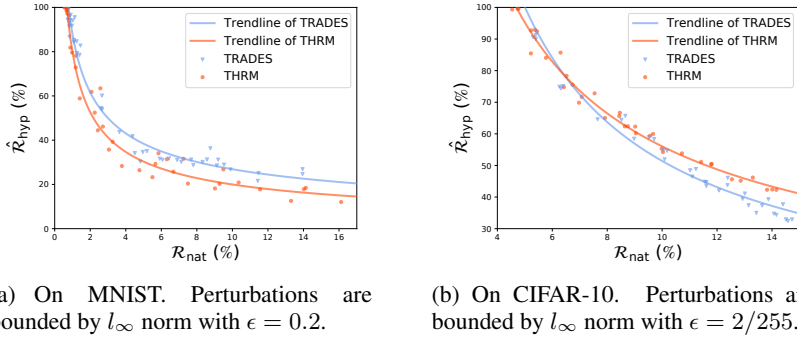 100
80
60
40
20
0
R̂hyp (%)
0 2 4 6 8 10 12 14 16
Rnat (%)
Trendline of TRADES
Trendline of THRM
TRADES
THRM
100
90
80
70
60
50
40
30
R̂hyp (%)
4 6 8 10 12 14
Rnat (%)
Trendline of TRADES
Trendline of THRM
TRADES
THRM
a) On MNIST. Perturbations are
bounded by l∞ norm with ϵ = 0.2.
(b) On CIFAR-10. Perturbations ar
bounded by l∞ norm with ϵ = 2/255.